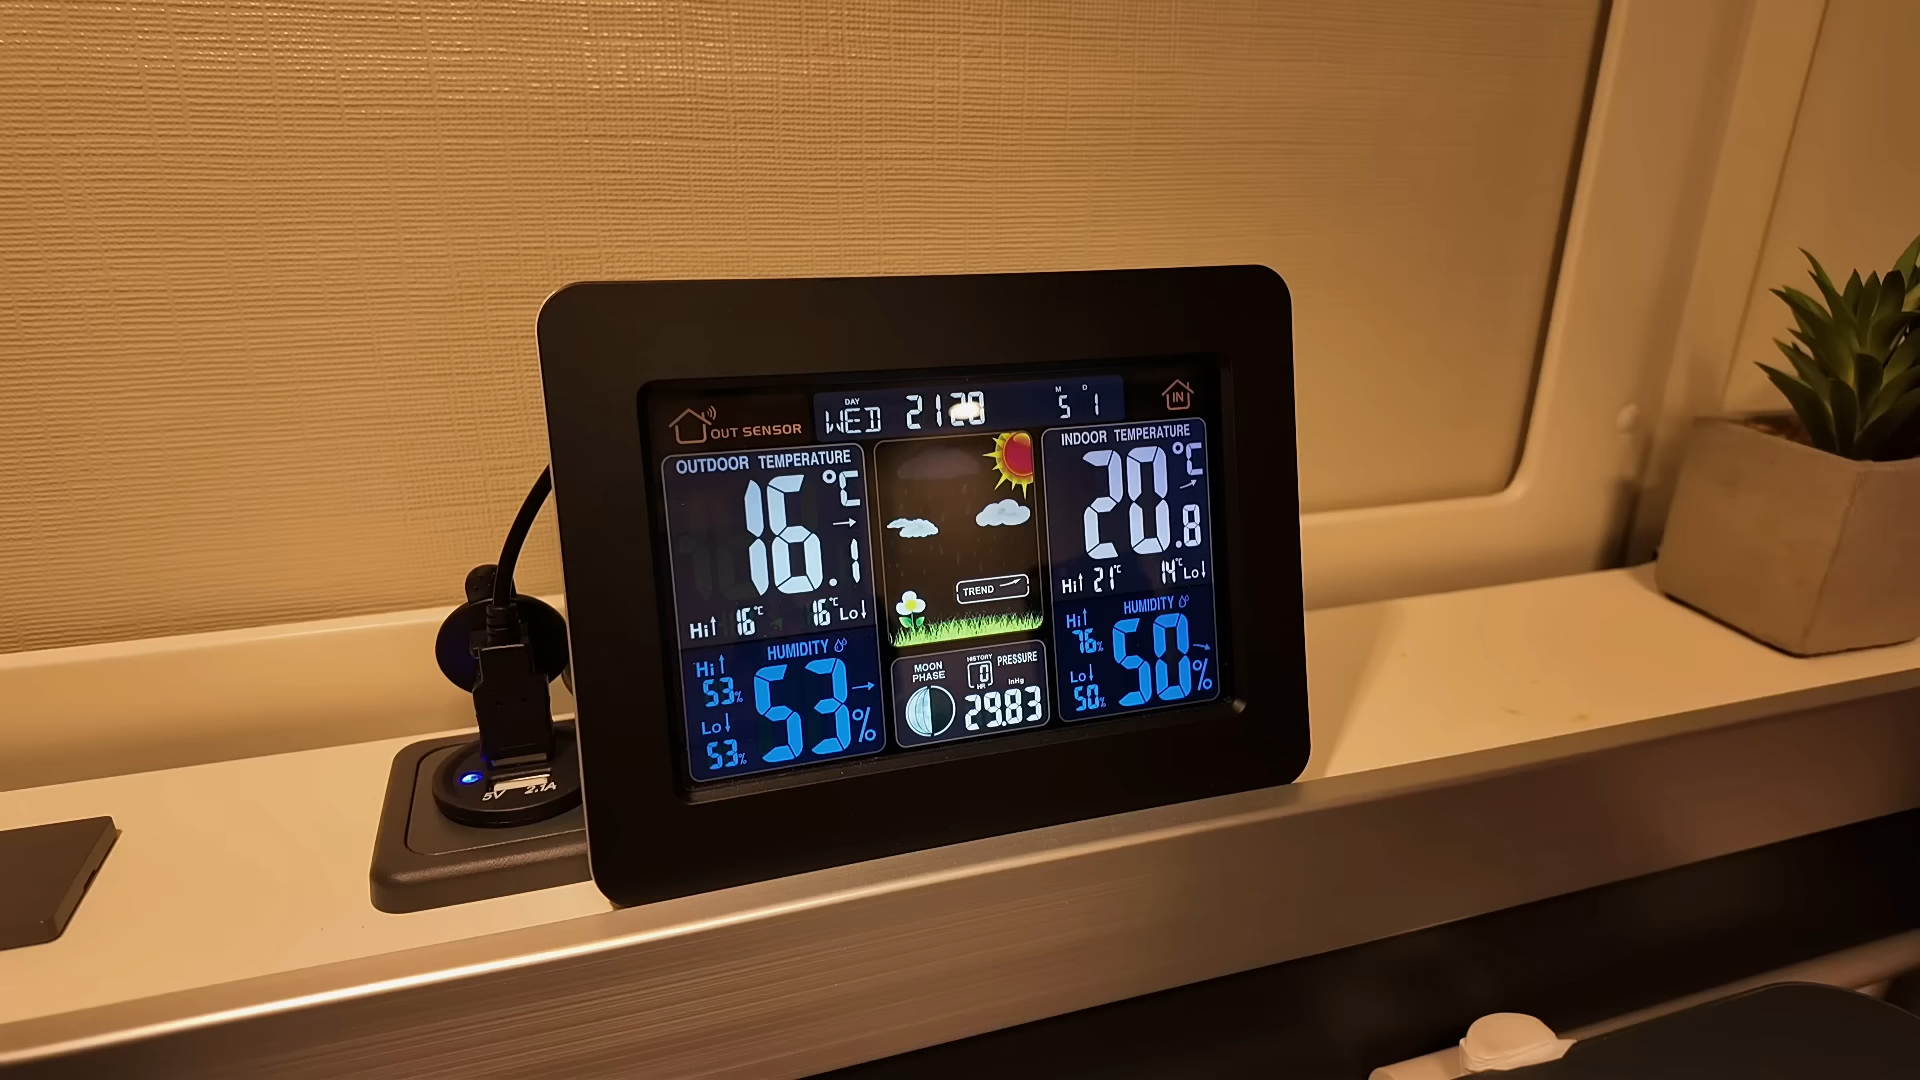 OUT SENSOR
DAY
WED 21 28
M D
5 1
IN
OUTDOOR TEMPERATURE
16.1 °C
Hi 16°C 16°C Lo
HUMIDITY
Hi 53%
Lo 53%
53%
TREND
MOON PHASE
HISTORY
0
HR
PRESSURE
inHg
29.83
INDOOR TEMPERATURE
20.8 °C
Hi 21°C 14°C Lo
HUMIDITY
Hi 76%
Lo 50%
50%
5V 2.1A